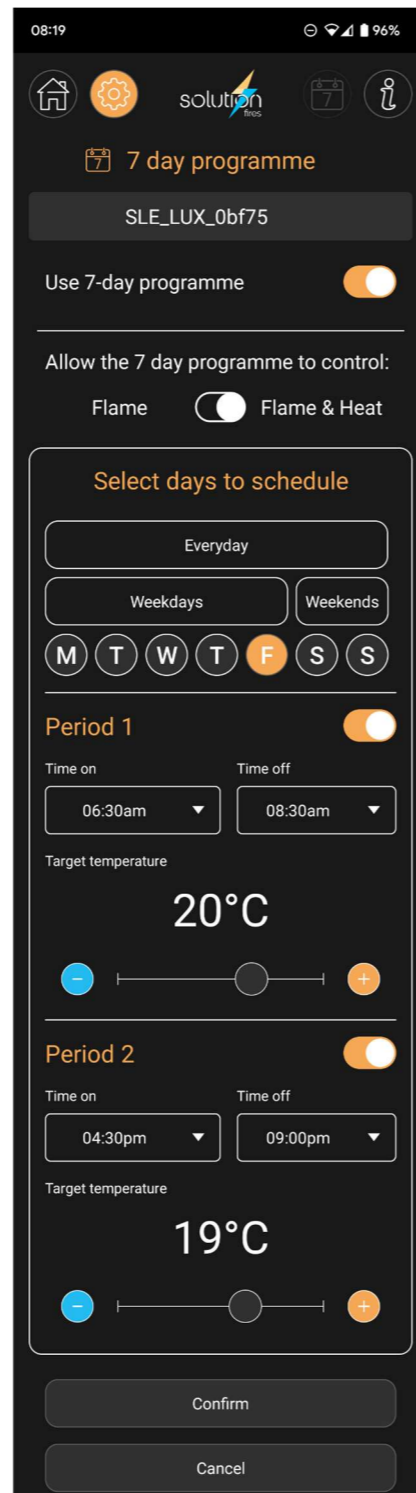 08:19 96%
solution
fires
7
i
7 7 day programme
SLE_LUX_0bf75
Use 7-day programme
Allow the 7 day programme to control:
Flame Flame & Heat
Select days to schedule
Everyday
Weekdays Weekends
M T W T F S S
Period 1
Time on Time off
06:30am 08:30am
Target temperature
20°C
- +
Period 2
Time on Time off
04:30pm 09:00pm
Target temperature
19°C
- +
Confirm
Cancel